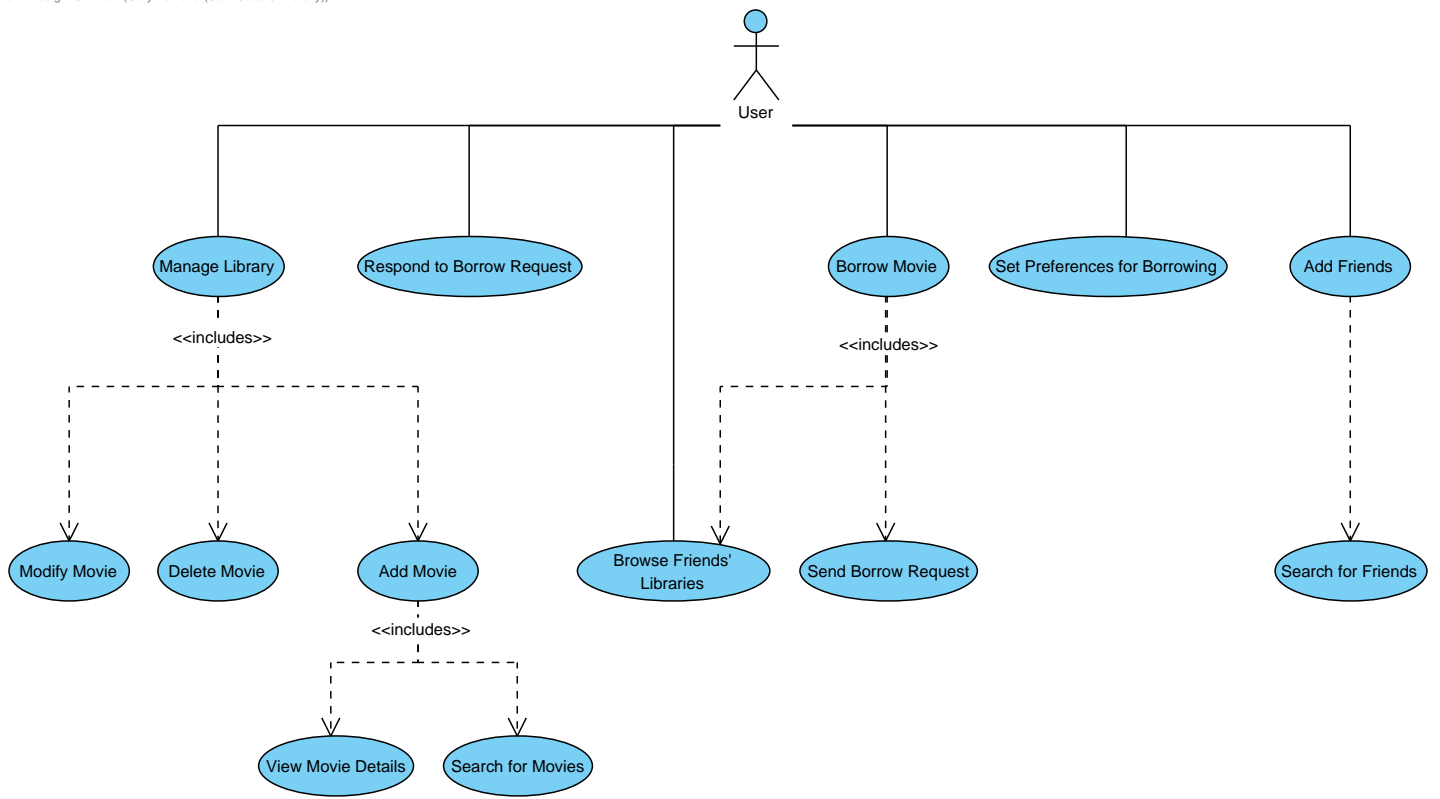 User
Manage Library
Respond to Borrow Request
Borrow Movie
Set Preferences for Borrowing
Add Friends
<<includes>>
<<includes>>
Modify Movie
Delete Movie
Add Movie
Browse Friends'
Libraries
Send Borrow Request
Search for Friends
<<includes>>
View Movie Details
Search for Movies